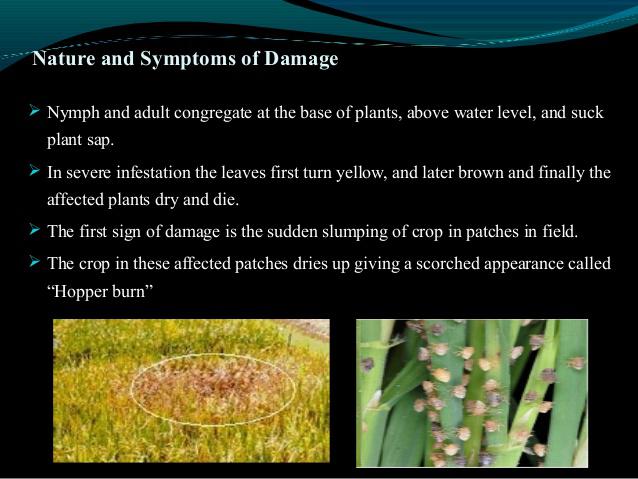 Nature and Symptoms of Damage
Nymph and adult congregate at the base of plants, above water level, and suck
plant sap.
In severe infestation the leaves first turn yellow, and later brown and finally the
affected plants dry and die.
The first sign of damage is the sudden slumping of crop in patches in field.
The crop in these affected patches dries up giving a scorched appearance called
“Hopper burn”